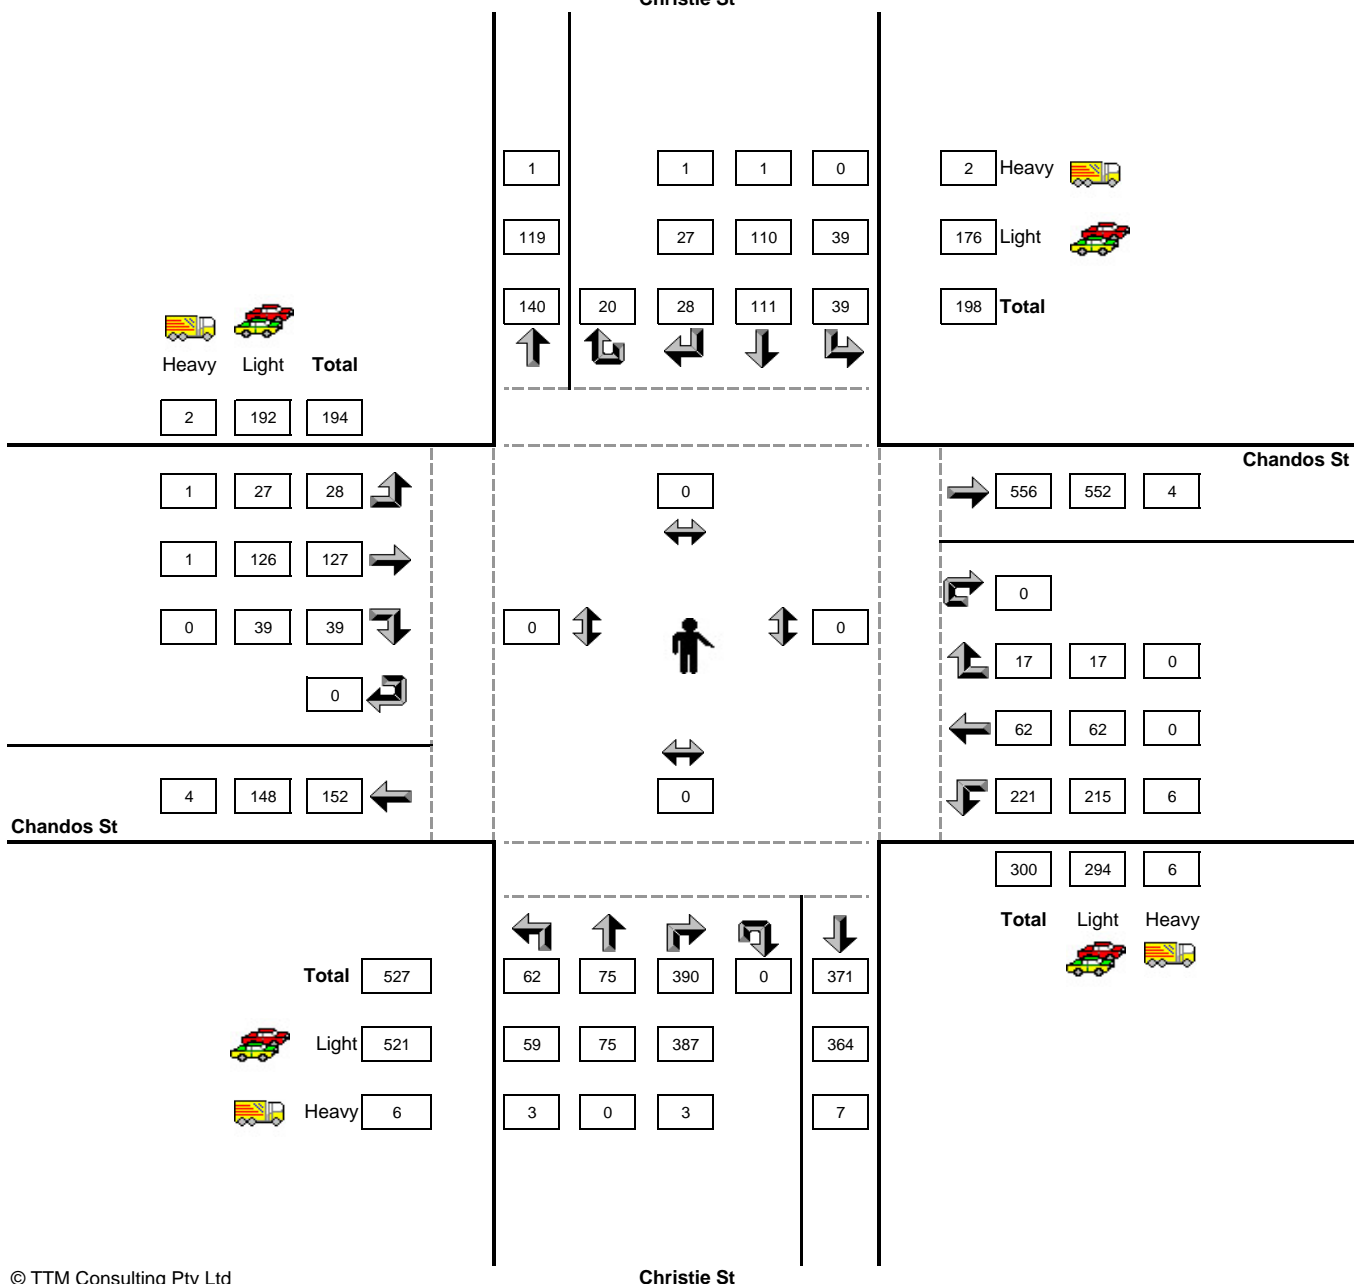 Christie St
1 1 1 0 2 Heavy
119 27 110 39 176 Light
140 20 28 111 39 198 Total
Heavy Light Total
2 192 194
Chandos St
1 27 28 0 556 552 4
1 126 127
0
0 39 39 0 0
17 17 0
0
62 62 0
4 148 152 0 221 215 6
Chandos St
300 294 6
Total Light Heavy
Total 527 62 75 390 0 371
Light 521 59 75 387 364
Heavy 6 3 0 3 7
© TTM Consulting Pty Ltd Christie St